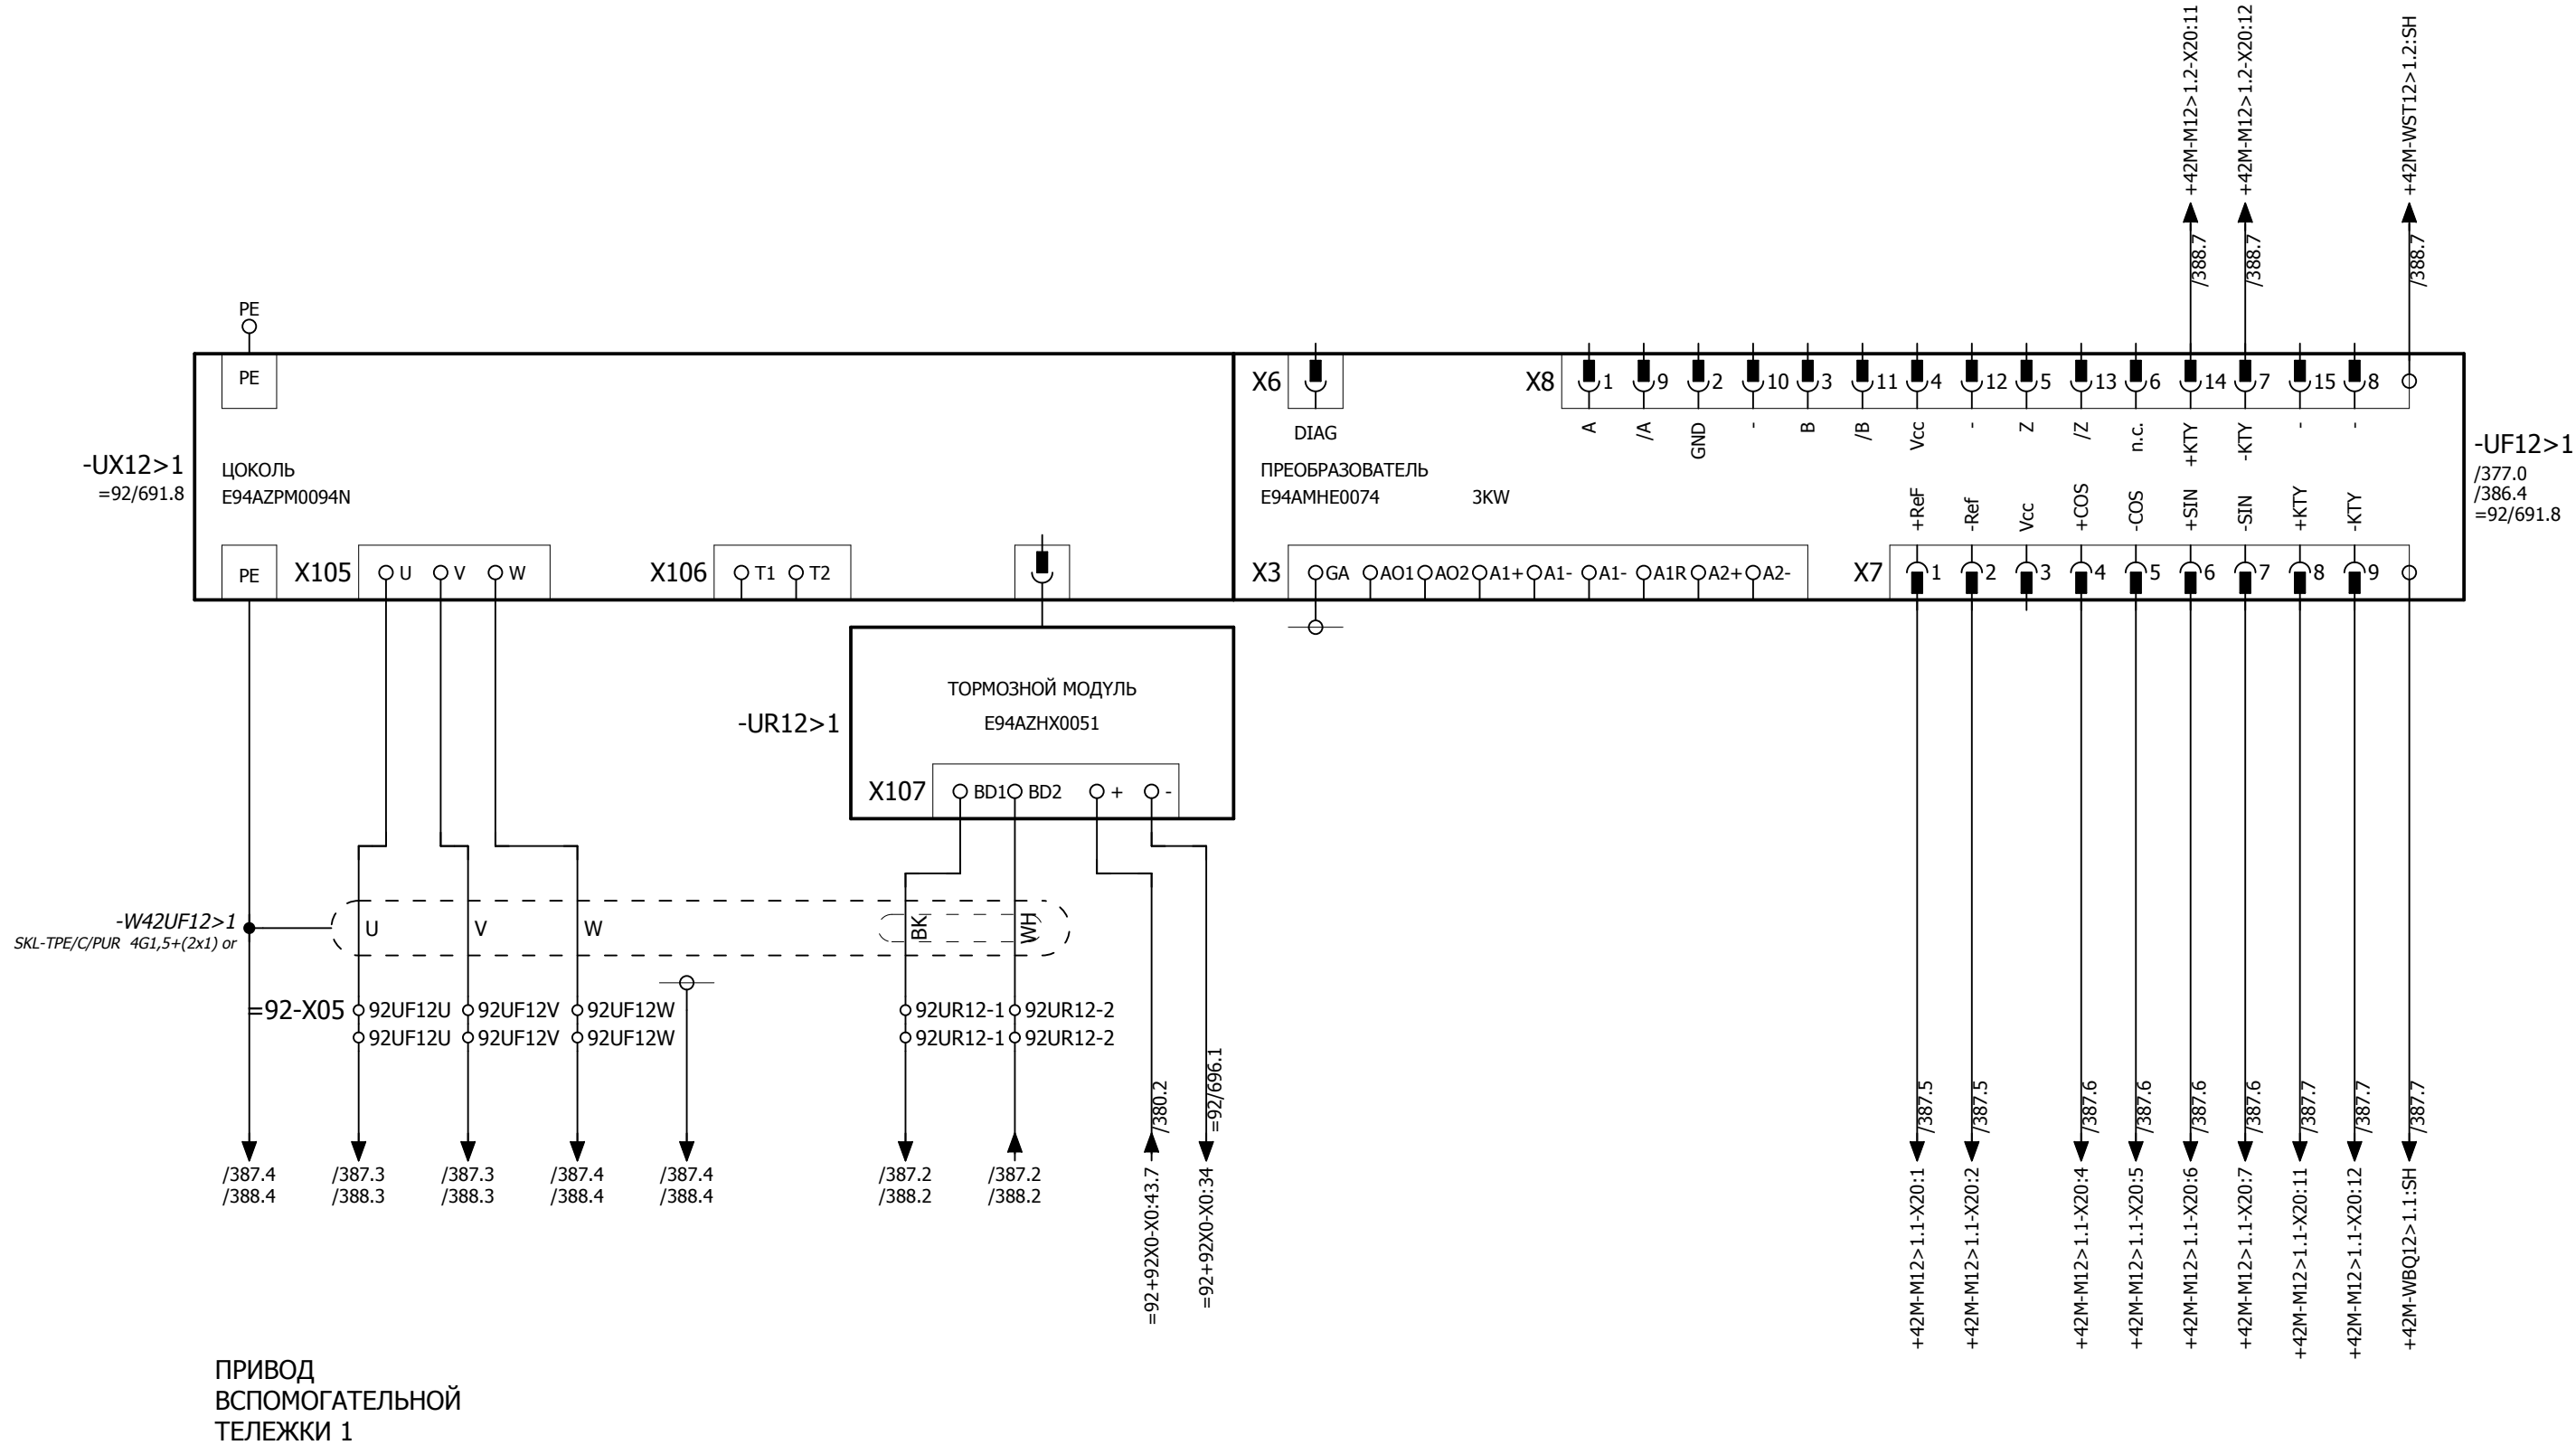 +42M-M12>1.2-X20:11
+42M-M12>1.2-X20:12
+42M-WST12>1.2:SH
/388.7
/388.7
/388.7
PE
PE
X6
DIAG
X8
1
9
2
10
3
11
4
12
5
13
6
14
7
15
8
A
/A
GND
-
B
/B
Vcc
-
Z
/Z
n.c.
+KTY
-KTY
-
-
-UX12>1
=92/691.8
ЦОКОЛЬ
E94AZPM0094N
ПРЕОБРАЗОВАТЕЛЬ
E94AMHE0074 3KW
-UF12>1
/377.0
/386.4
=92/691.8
+ReF
-Ref
Vcc
+COS
-COS
+SIN
-SIN
+KTY
-KTY
PE
X105 U V W
X106 T1 T2
X3 GA AO1 AO2 A1+ A1- A1- A1R A2+ A2-
X7 1 2 3 4 5 6 7 8 9
ТОРМОЗНОЙ МОДУЛЬ
E94AZHX0051
-UR12>1
X107 BD1 BD2 + -
-W42UF12>1
SKL-TPE/C/PUR 4G1,5+(2x1) or
U V W
BK
WH
=92-X05 92UF12U 92UF12V 92UF12W 92UR12-1 92UR12-2
92UF12U 92UF12V 92UF12W 92UR12-1 92UR12-2
/380.2
=92/696.1
/387.5
/387.5
/387.6
/387.6
/387.6
/387.6
/387.7
/387.7
/387.7
/387.4 /387.3 /387.3 /387.4 /387.4 /387.2 /387.2
/388.4 /388.3 /388.3 /388.4 /388.4 /388.2 /388.2
=92+92X0-X0:43.7
=92+92X0-X0:34
+42M-M12>1.1-X20:1
+42M-M12>1.1-X20:2
+42M-M12>1.1-X20:4
+42M-M12>1.1-X20:5
+42M-M12>1.1-X20:6
+42M-M12>1.1-X20:7
+42M-M12>1.1-X20:11
+42M-M12>1.1-X20:12
+42M-WBQ12>1.1:SH
ПРИВОД
ВСПОМОГАТЕЛЬНОЙ
ТЕЛЕЖКИ 1